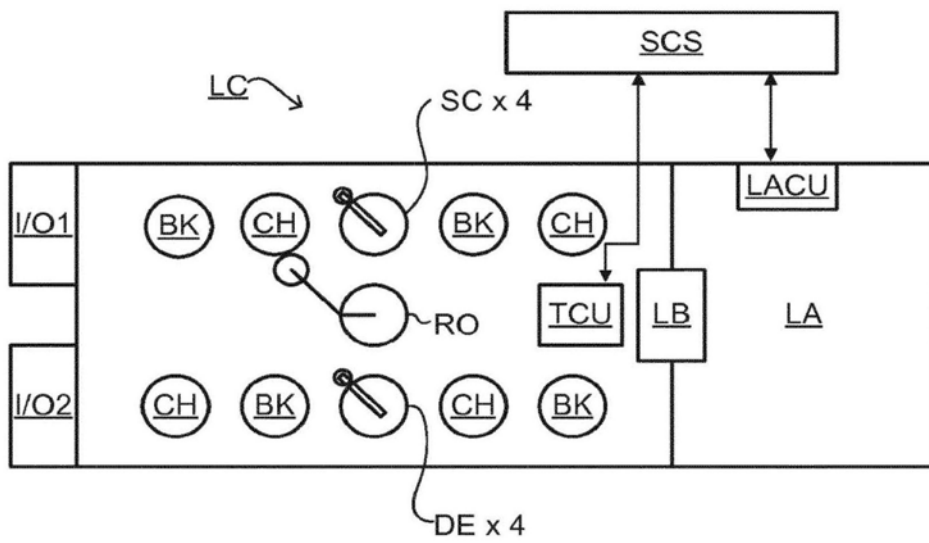 SCS
LC
SC x 4
LACU
I/O1
BK
CH
BK
CH
TCU
LB
LA
RO
I/O2
CH
BK
CH
BK
DE x 4